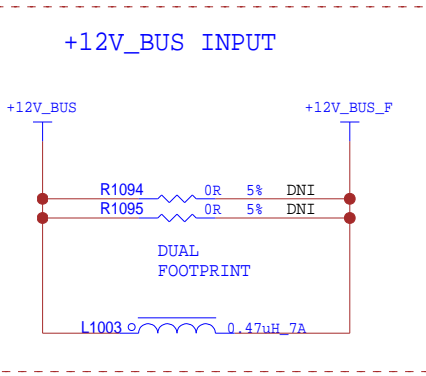 +12V_BUS INPUT
+12V_BUS +12V_BUS_F
R1094 0R 5% DNI
R1095 0R 5% DNI
DUAL
FOOTPRINT
L1003 0.47uH_7A